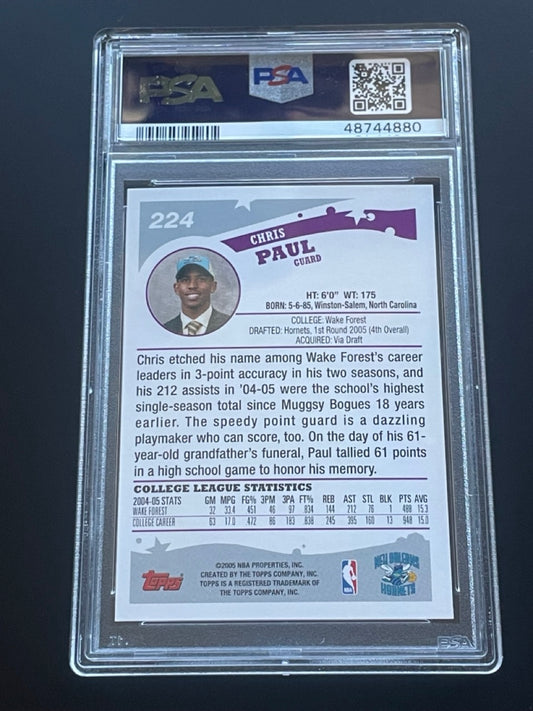 PSA
PSA
48744880
224
CHRIS
PAUL
GUARD
HT: 6'0" WT: 175
BORN: 5-6-85, Winston-Salem, North Carolina
COLLEGE: Wake Forest
DRAFTED: Hornets, 1st Round 2005 (4th Overall)
ACQUIRED: Via Draft
Chris etched his name among Wake Forest's career
leaders in 3-point accuracy in his two seasons, and
his 212 assists in '04-05 were the school's highest
single-season total since Muggsy Bogues 18 years
earlier. The speedy point guard is a dazzling
playmaker who can score, too. On the day of his 61-
year-old grandfather's funeral, Paul tallied 61 points
in a high school game to honor his memory.
COLLEGE LEAGUE STATISTICS
2004-05 STATS GM MPG FG% 3PM 3PA FT% REB AST STL BLK PTS AVG
WAKE FOREST 32 33.4 .451 46 97 .834 144 212 76 1 488 15.3
COLLEGE CAREER 63 17.0 .472 86 183 .838 245 395 160 13 948 15.0
©2005 NBA PROPERTIES, INC.
CREATED BY THE TOPPS COMPANY, INC.
TOPPS IS A REGISTERED TRADEMARK OF
THE TOPPS COMPANY, INC.
Topps
NBA
NEW ORLEANS
HORNETS
PSA